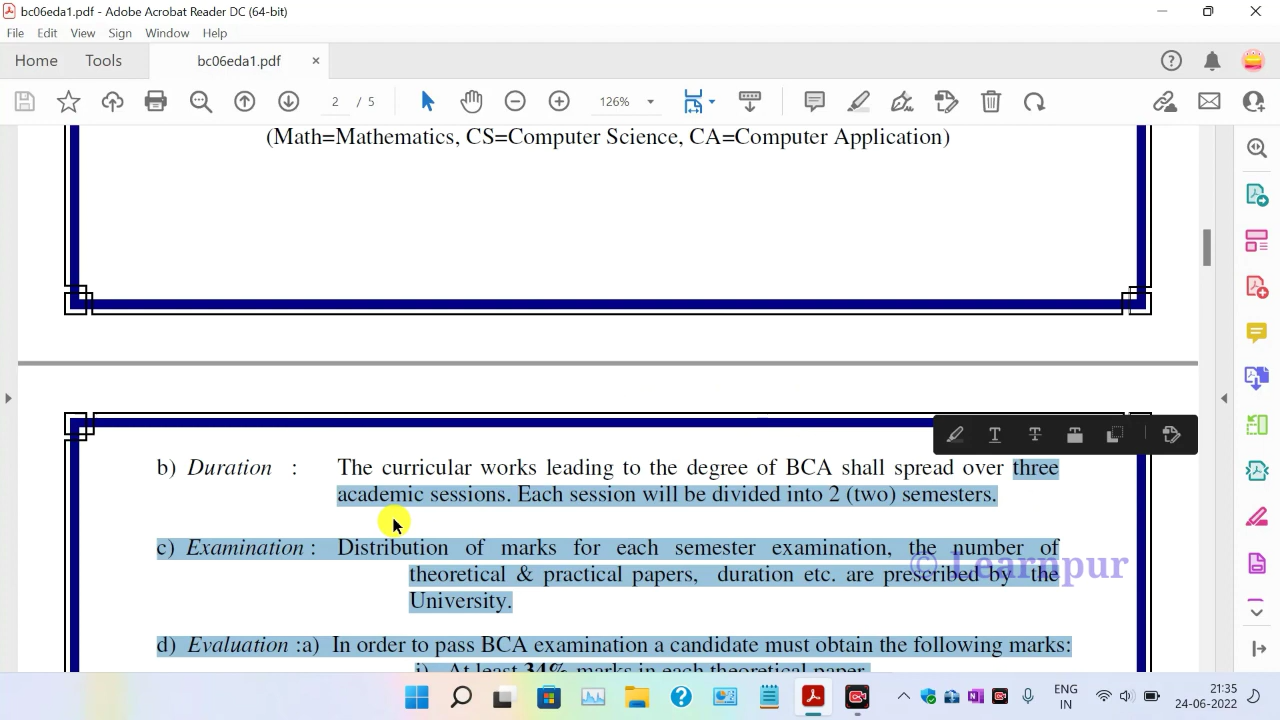 bc06eda1.pdf - Adobe Acrobat Reader DC (64-bit)
File Edit View Sign Window Help
Home Tools bc06eda1.pdf ×
2 / 5 126%
(Math=Mathematics, CS=Computer Science, CA=Computer Application)
b) Duration : The curricular works leading to the degree of BCA shall spread over three
academic sessions. Each session will be divided into 2 (two) semesters.
c) Examination : Distribution of marks for each semester examination, the number of
theoretical & practical papers, duration etc. are prescribed by the
University.
© Learnpur
d) Evaluation :a) In order to pass BCA examination a candidate must obtain the following marks:
i) At least 34% marks in each theoretical paper
ENG 21:35
IN 24-06-2022